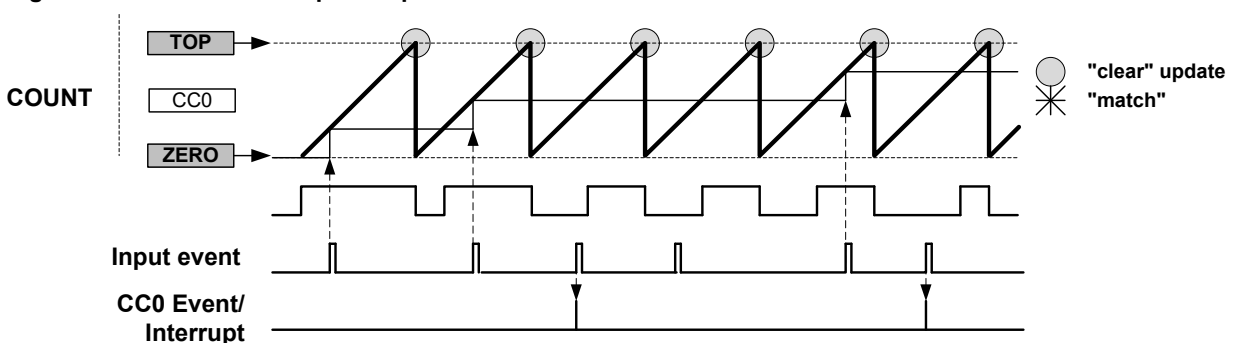 TOP
COUNT
CC0
ZERO
"clear" update
"match"
Input event
CC0 Event/
Interrupt